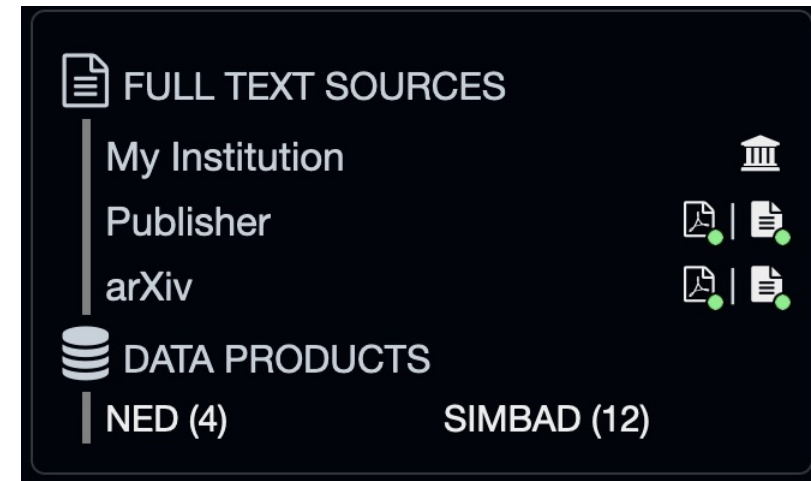 FULL TEXT SOURCES
My Institution
Publisher
|
arXiv
|
DATA PRODUCTS
NED (4) SIMBAD (12)